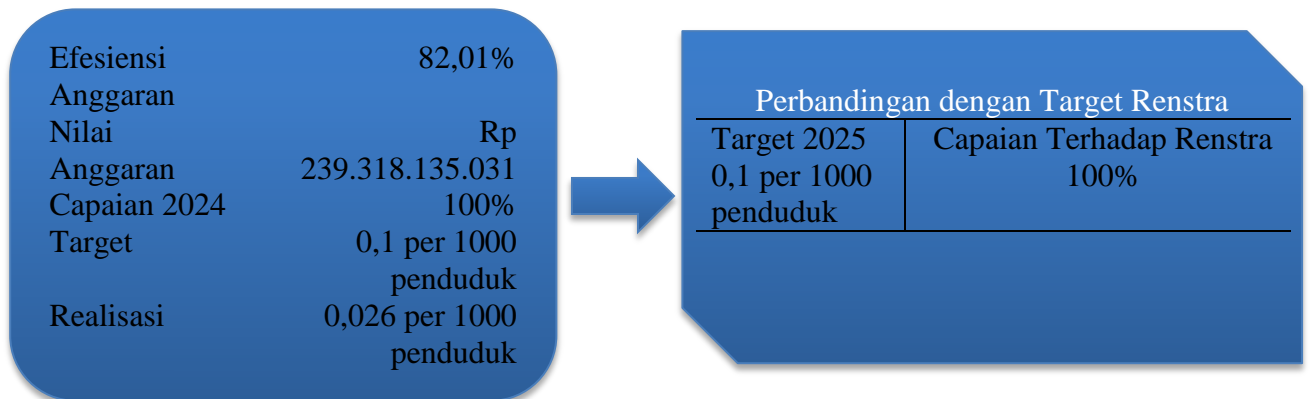 Efesiensi 82,01%
Anggaran
Nilai Rp
Anggaran 239.318.135.031
Capaian 2024 100%
Target 0,1 per 1000
penduduk
Realisasi 0,026 per 1000
penduduk
Perbandingan dengan Target Renstra
Target 2025 Capaian Terhadap Renstra
0,1 per 1000 100%
penduduk